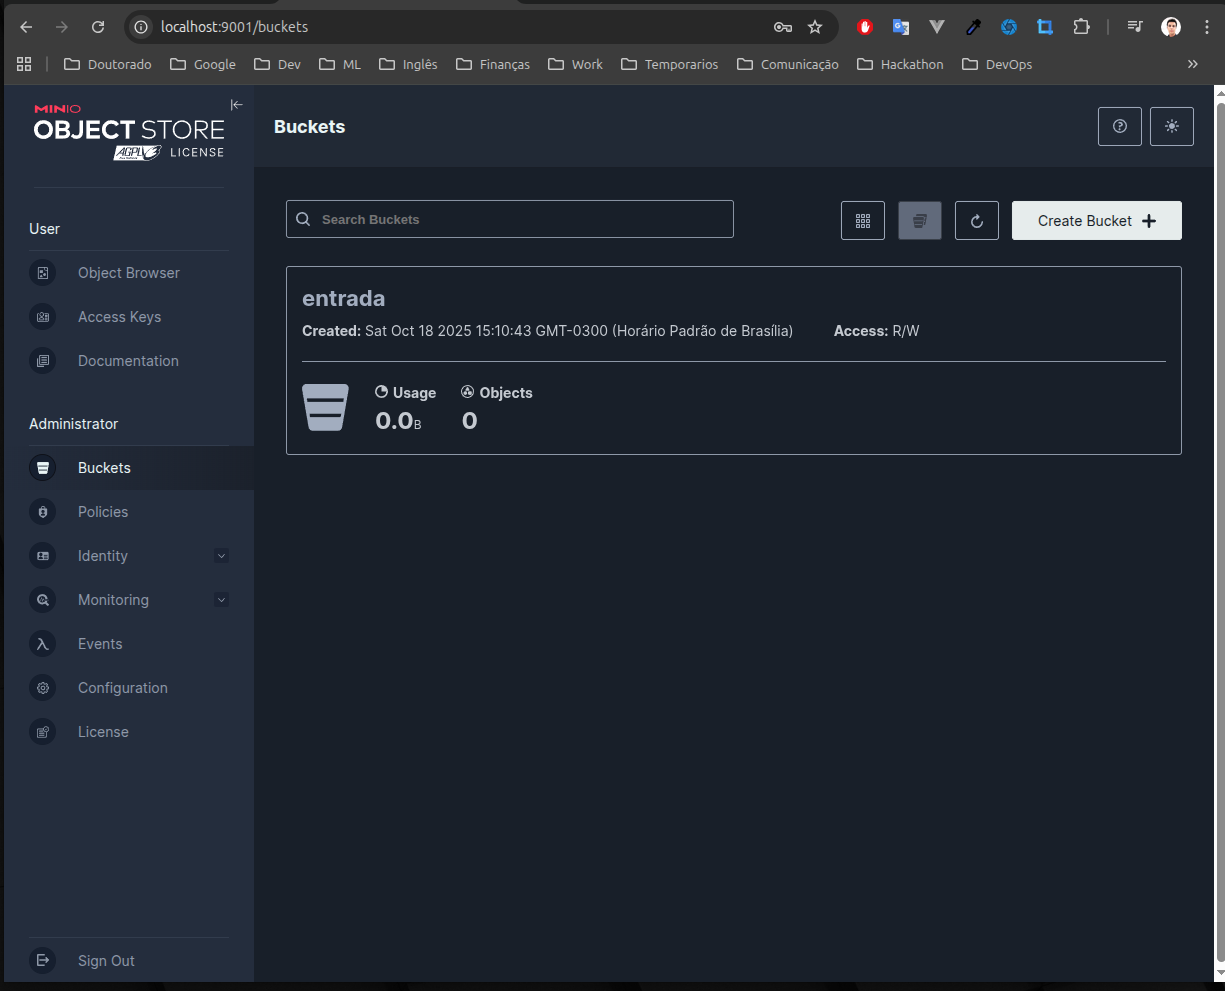 localhost:9001/buckets
Doutorado Google Dev ML Inglês Finanças Work Temporarios Comunicação Hackathon DevOps
MINIO
OBJECT STORE
AGPL LICENSE
User
Object Browser
Access Keys
Documentation
Administrator
Buckets
Policies
Identity
Monitoring
Events
Configuration
License
Sign Out
Buckets
Search Buckets
Create Bucket
entrada
Created: Sat Oct 18 2025 15:10:43 GMT-0300 (Horário Padrão de Brasília) Access: R/W
Usage Objects
0.0B 0